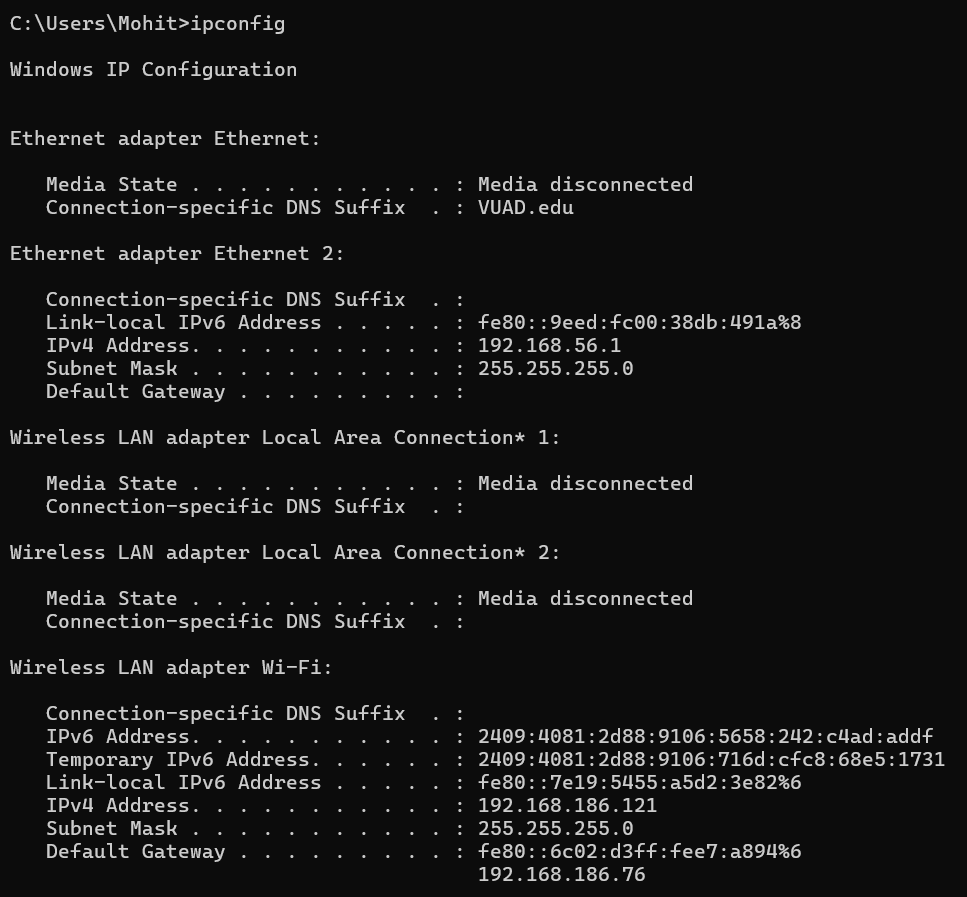 C:\Users\Mohit>ipconfig
Windows IP Configuration
Ethernet adapter Ethernet:
   Media State . . . . . . . . . . . : Media disconnected
   Connection-specific DNS Suffix  . : VUAD.edu
Ethernet adapter Ethernet 2:
   Connection-specific DNS Suffix  . :
   Link-local IPv6 Address . . . . . : fe80::9eed:fc00:38db:491a%8
   IPv4 Address. . . . . . . . . . . : 192.168.56.1
   Subnet Mask . . . . . . . . . . . : 255.255.255.0
   Default Gateway . . . . . . . . . :
Wireless LAN adapter Local Area Connection* 1:
   Media State . . . . . . . . . . . : Media disconnected
   Connection-specific DNS Suffix  . :
Wireless LAN adapter Local Area Connection* 2:
   Media State . . . . . . . . . . . : Media disconnected
   Connection-specific DNS Suffix  . :
Wireless LAN adapter Wi-Fi:
   Connection-specific DNS Suffix  . :
   IPv6 Address. . . . . . . . . . . : 2409:4081:2d88:9106:5658:242:c4ad:addf
   Temporary IPv6 Address. . . . . . : 2409:4081:2d88:9106:716d:cfc8:68e5:1731
   Link-local IPv6 Address . . . . . : fe80::7e19:5455:a5d2:3e82%6
   IPv4 Address. . . . . . . . . . . : 192.168.186.121
   Subnet Mask . . . . . . . . . . . : 255.255.255.0
   Default Gateway . . . . . . . . . : fe80::6c02:d3ff:fee7:a894%6
                                       192.168.186.76